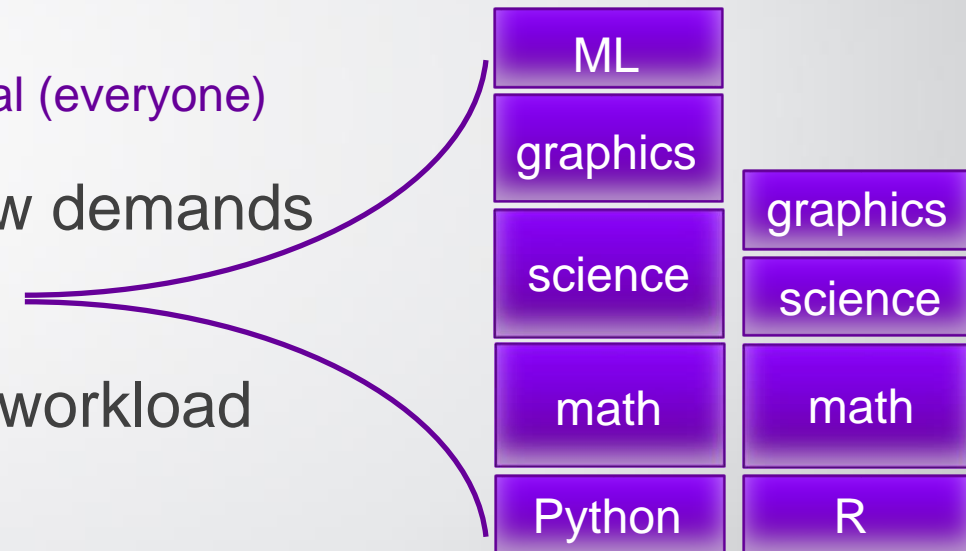 al (everyone)
w demands
workload
ML
graphics
science
math
Python
graphics
science
math
R